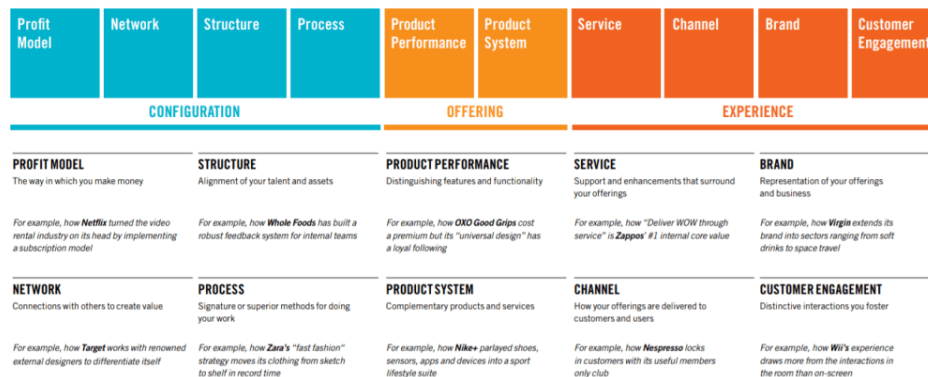 Profit
Model
Network
Structure
Process
Product
Performance
Product
System
Service
Channel
Brand
Customer
Engagement
CONFIGURATION
OFFERING
EXPERIENCE
PROFIT MODEL
The way in which you make money
For example, how Netflix turned the video
rental industry on its head by implementing
a subscription model
STRUCTURE
Alignment of your talent and assets
For example, how Whole Foods has built a
robust feedback system for internal teams
PRODUCT PERFORMANCE
Distinguishing features and functionality
For example, how OXO Good Grips cost
a premium but its “universal design” has
a loyal following
SERVICE
Support and enhancements that surround
your offerings
For example, how “Deliver WOW through
service” is Zappos’ #1 internal core value
BRAND
Representation of your offerings
and business
For example, how Virgin extends its
brand into sectors ranging from soft
drinks to space travel
NETWORK
Connections with others to create value
For example, how Target works with renowned
external designers to differentiate itself
PROCESS
Signature or superior methods for doing
your work
For example, how Zara’s “fast fashion”
strategy moves its clothing from sketch
to shelf in record time
PRODUCT SYSTEM
Complementary products and services
For example, how Nike+ parlayed shoes,
sensors, apps and devices into a sport
lifestyle suite
CHANNEL
How your offerings are delivered to
customers and users
For example, how Nespresso locks
in customers with its useful members
only club
CUSTOMER ENGAGEMENT
Distinctive interactions you foster
For example, how Wii’s experience
draws more from the interactions in
the room than on-screen